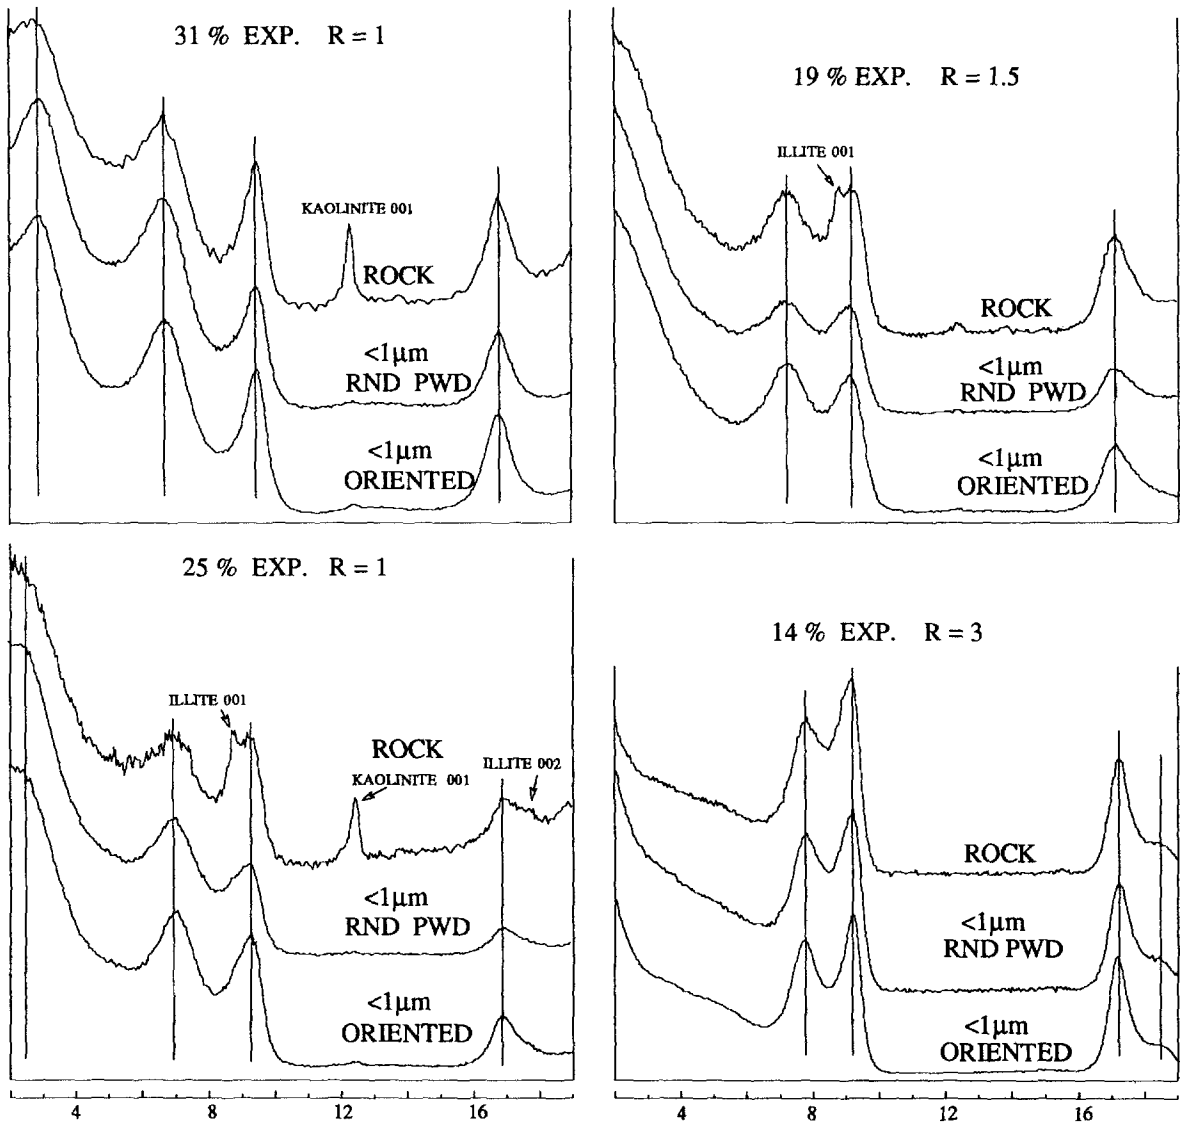 31 % EXP. R = 1
KAOLINITE 001
ROCK
<1μm
RND PWD
<1μm
ORIENTED
19 % EXP. R = 1.5
ILLITE 001
ROCK
<1μm
RND PWD
<1μm
ORIENTED
25 % EXP. R = 1
ILLITE 001
ROCK
KAOLINITE 001
ILLITE 002
<1μm
RND PWD
<1μm
ORIENTED
4 8 12 16
14 % EXP. R = 3
ROCK
<1μm
RND PWD
<1μm
ORIENTED
4 8 12 16